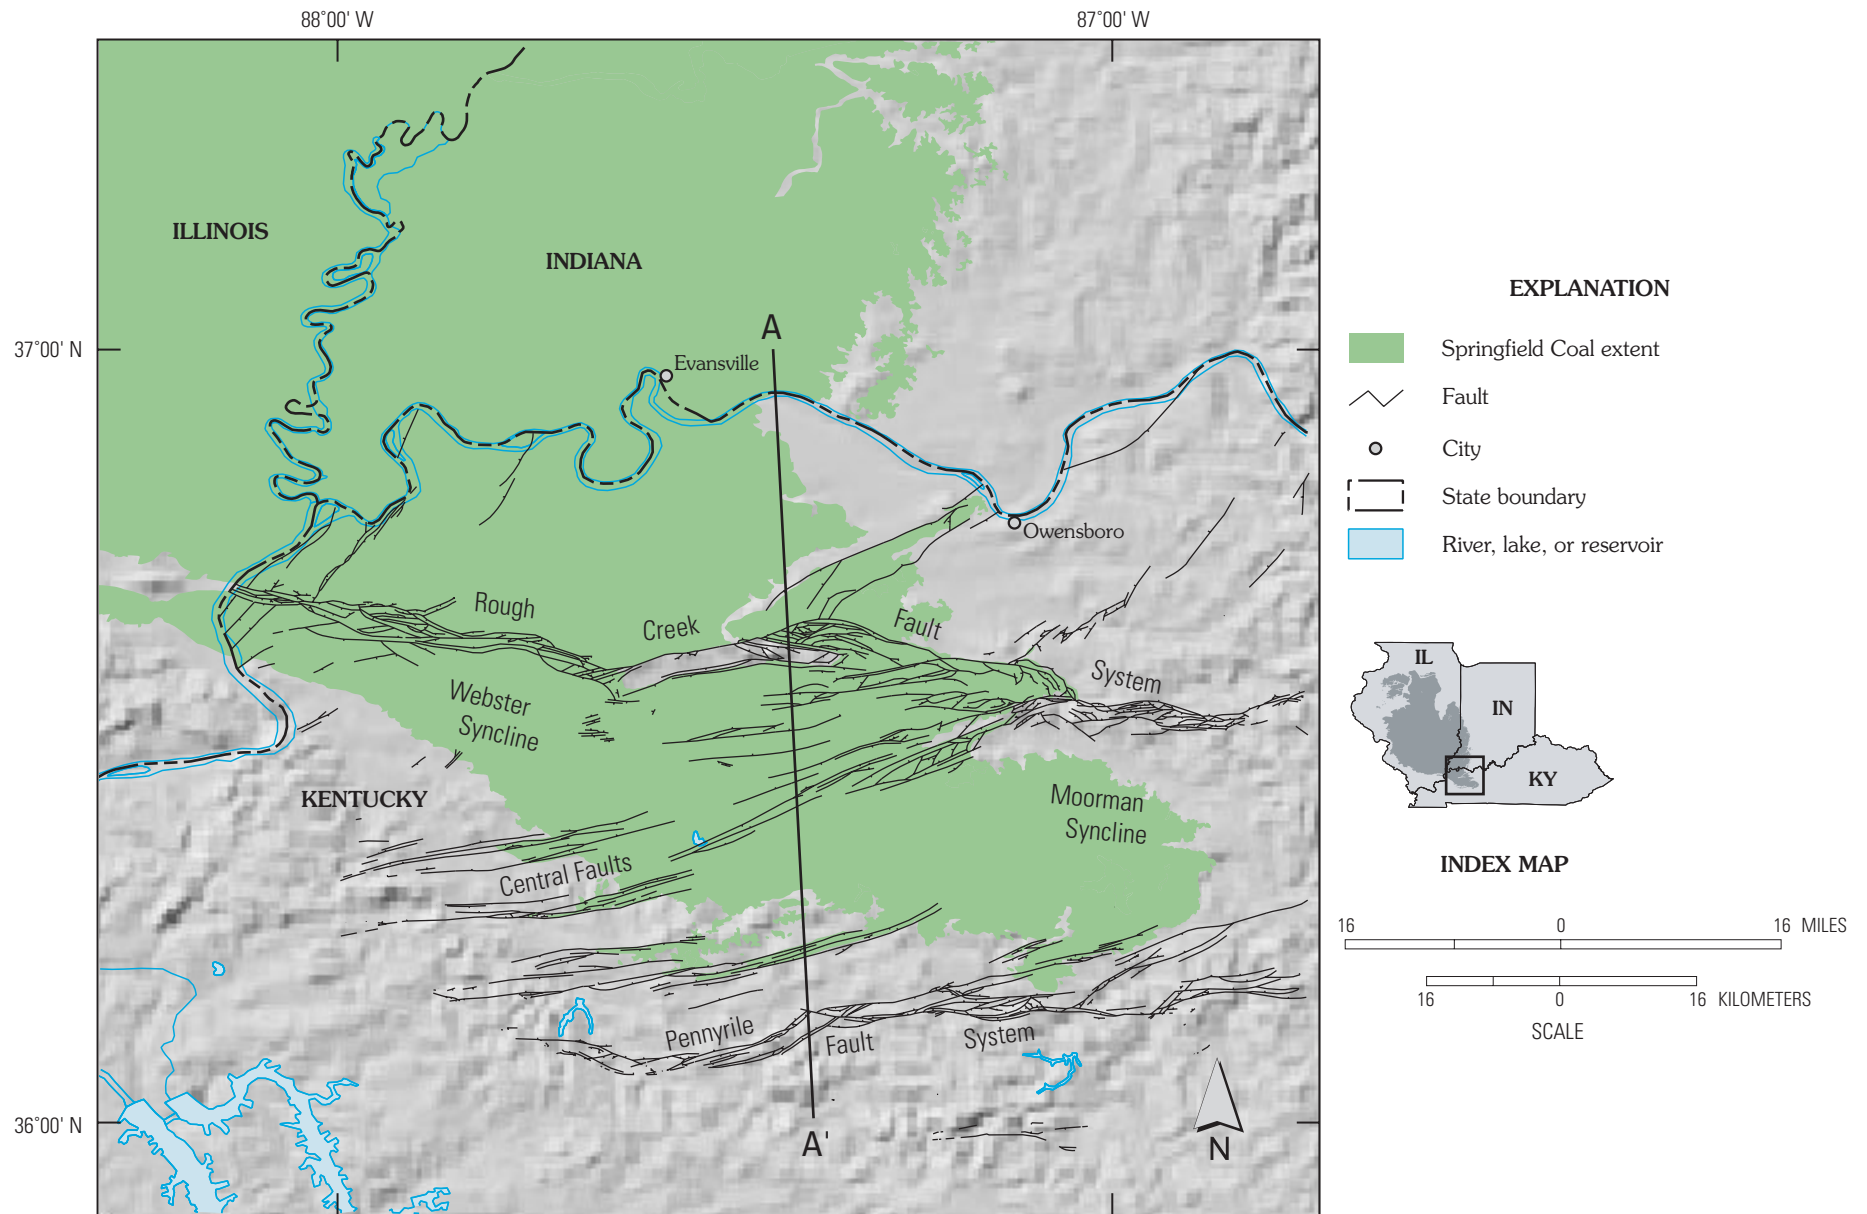 88°00' W
87°00' W
ILLINOIS
INDIANA
A
37°00' N
Evansville
Owensboro
Rough
Creek
Fault
System
Webster
Syncline
KENTUCKY
Moorman
Syncline
Central Faults
Pennyrile
Fault
System
36°00' N
A'
N
EXPLANATION
Springfield Coal extent
Fault
City
State boundary
River, lake, or reservoir
IL
IN
KY
INDEX MAP
16 0 16 MILES
16 0 16 KILOMETERS
SCALE